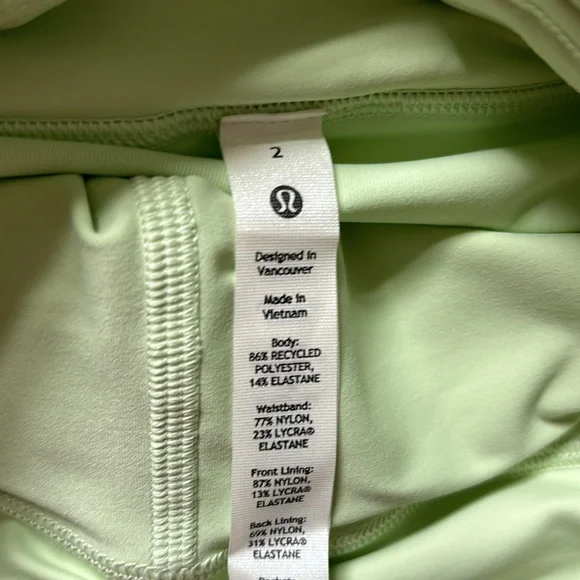 2
Designed in
Vancouver
Made in
Vietnam
Body:
86% RECYCLED
POLYESTER,
14% ELASTANE
Waistband:
77% NYLON,
23% LYCRA®
ELASTANE
Front Lining:
87% NYLON,
13% LYCRA®
ELASTANE
Back Lining:
69% NYLON,
31% LYCRA®
ELASTANE